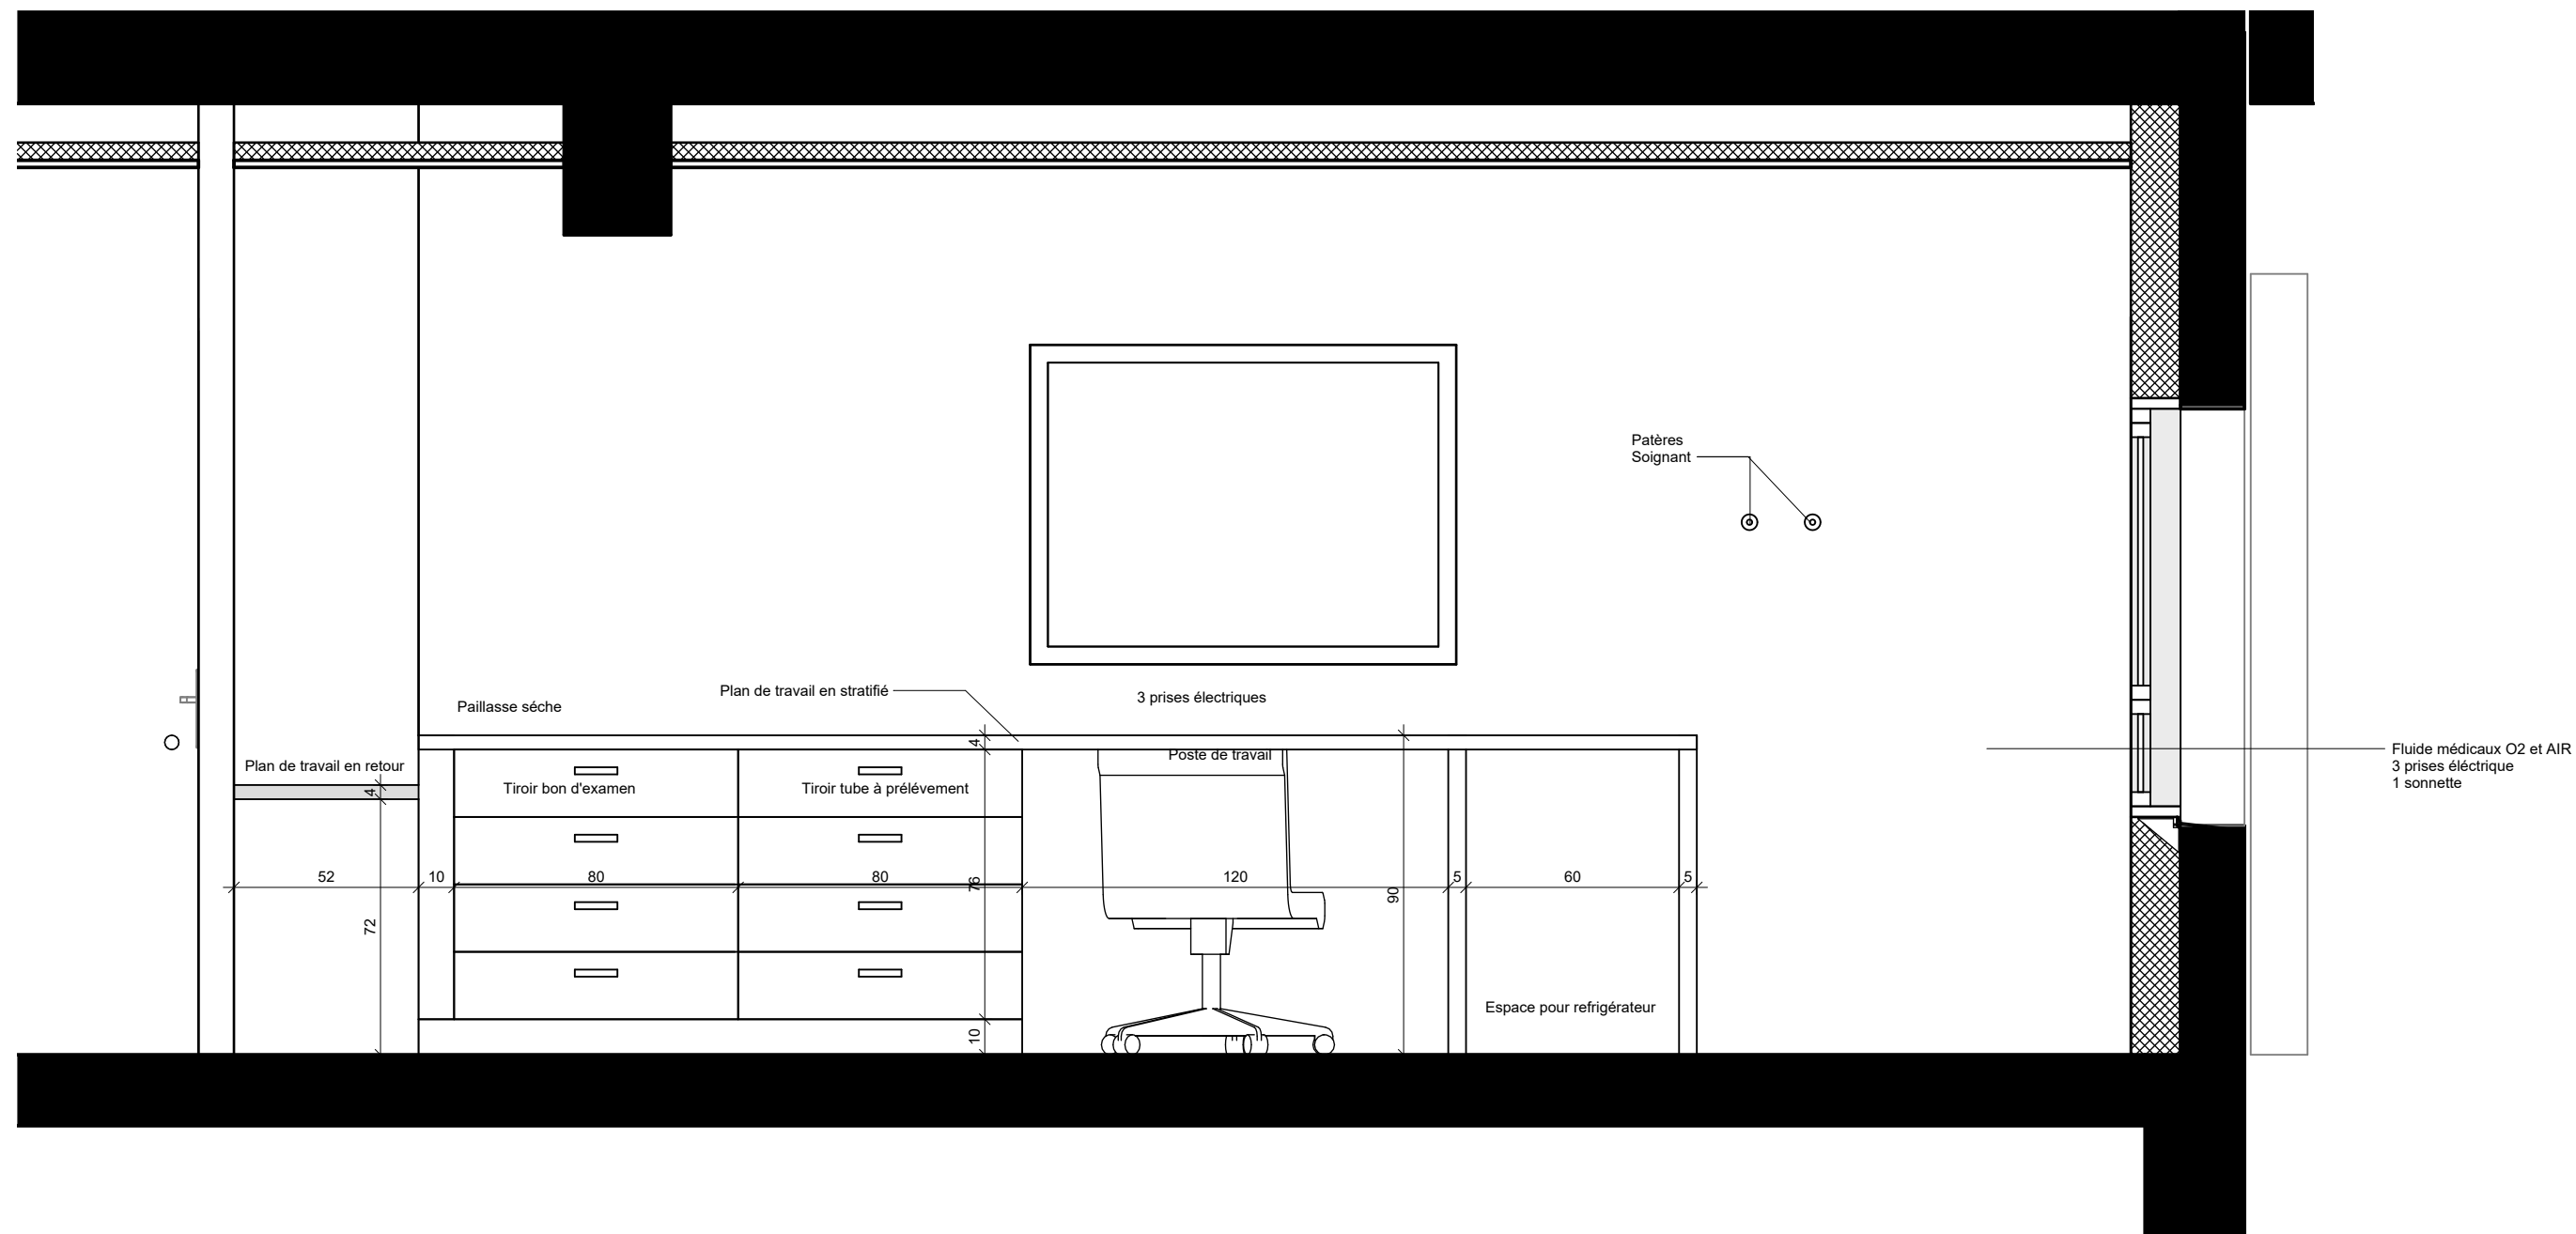 Patères
Soignant
Plan de travail en stratifié
3 prises électriques
Paillasse séche
4
Poste de travail
Fluide médicaux O2 et AIR
3 prises éléctrique
1 sonnette
Plan de travail en retour
4
Tiroir bon d'examen
Tiroir tube à prélévement
52
10
80
80
76
120
90
5
60
5
72
Espace pour refrigérateur
10